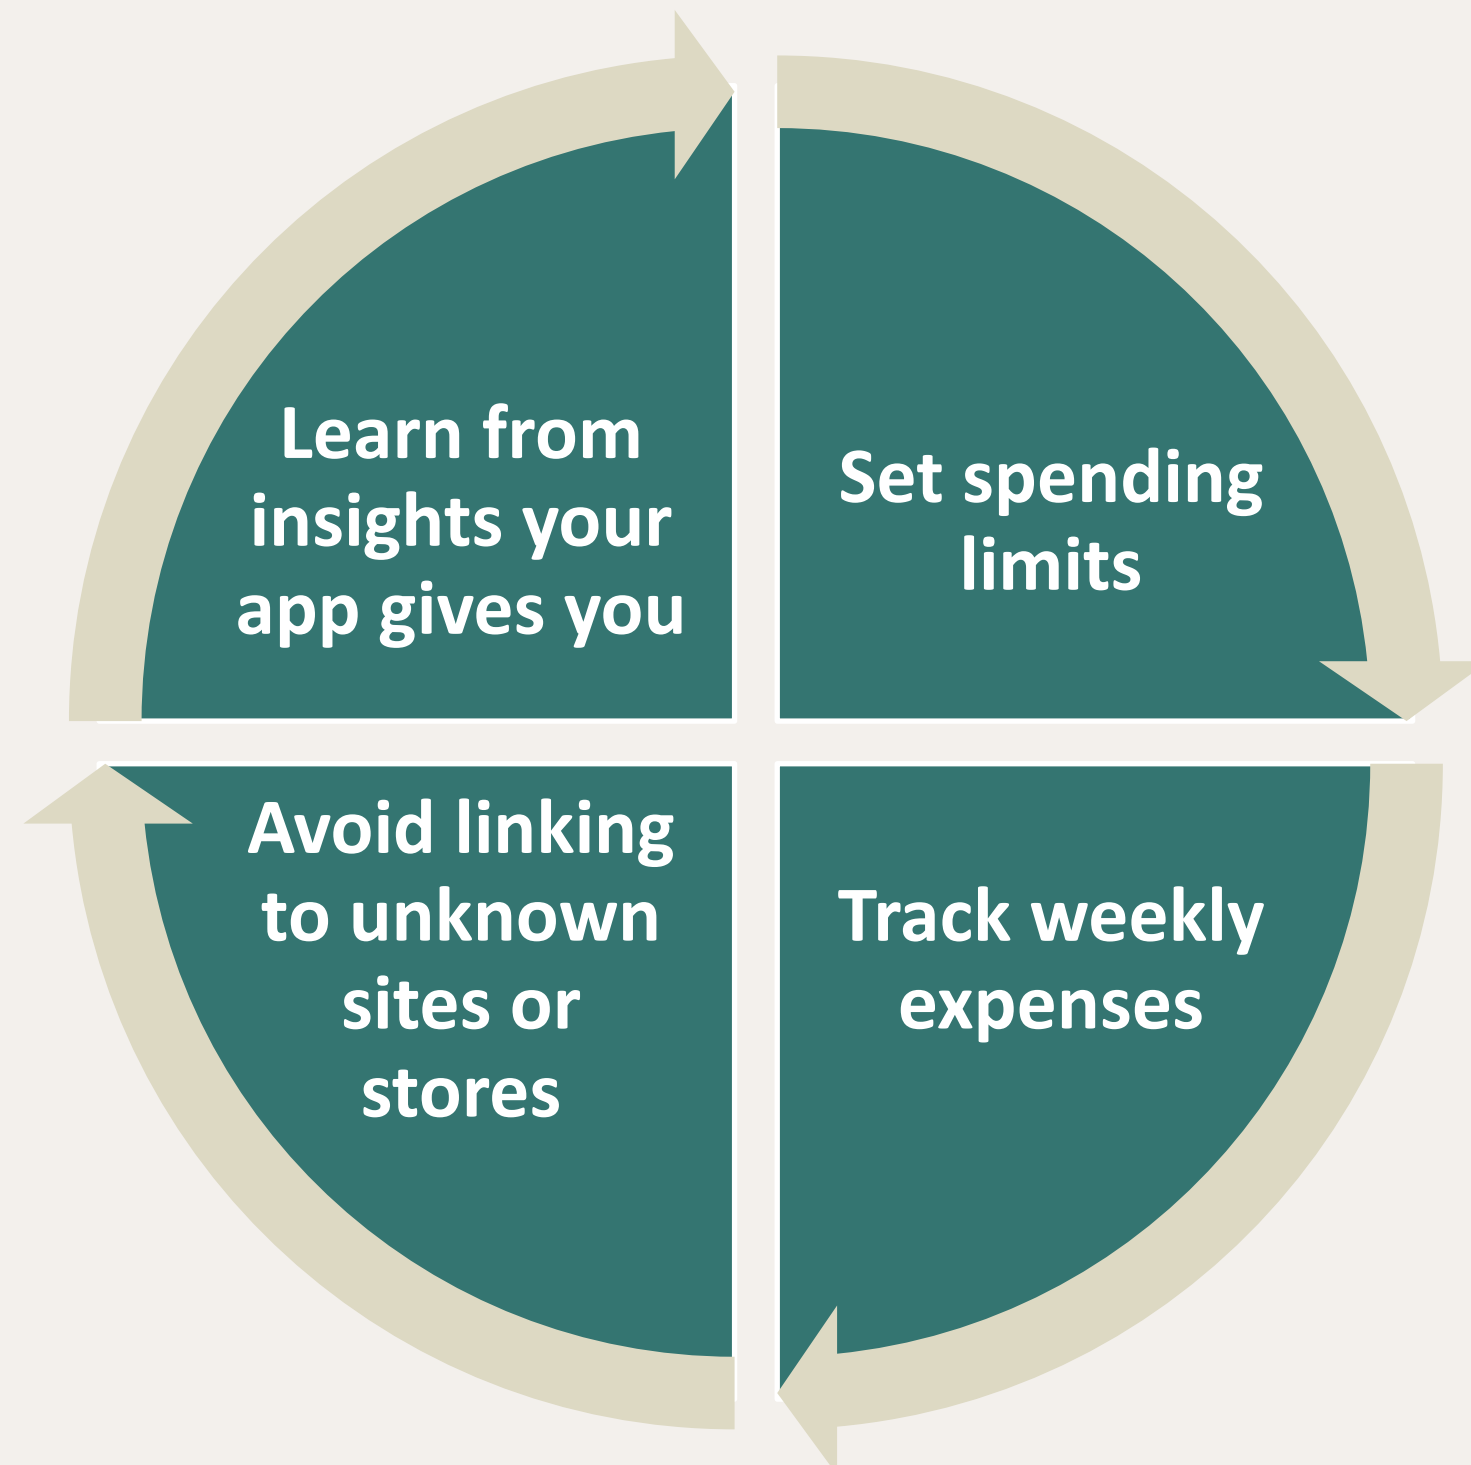 Learn from
insights your
app gives you
Set spending
limits
Avoid linking
to unknown
sites or
stores
Track weekly
expenses